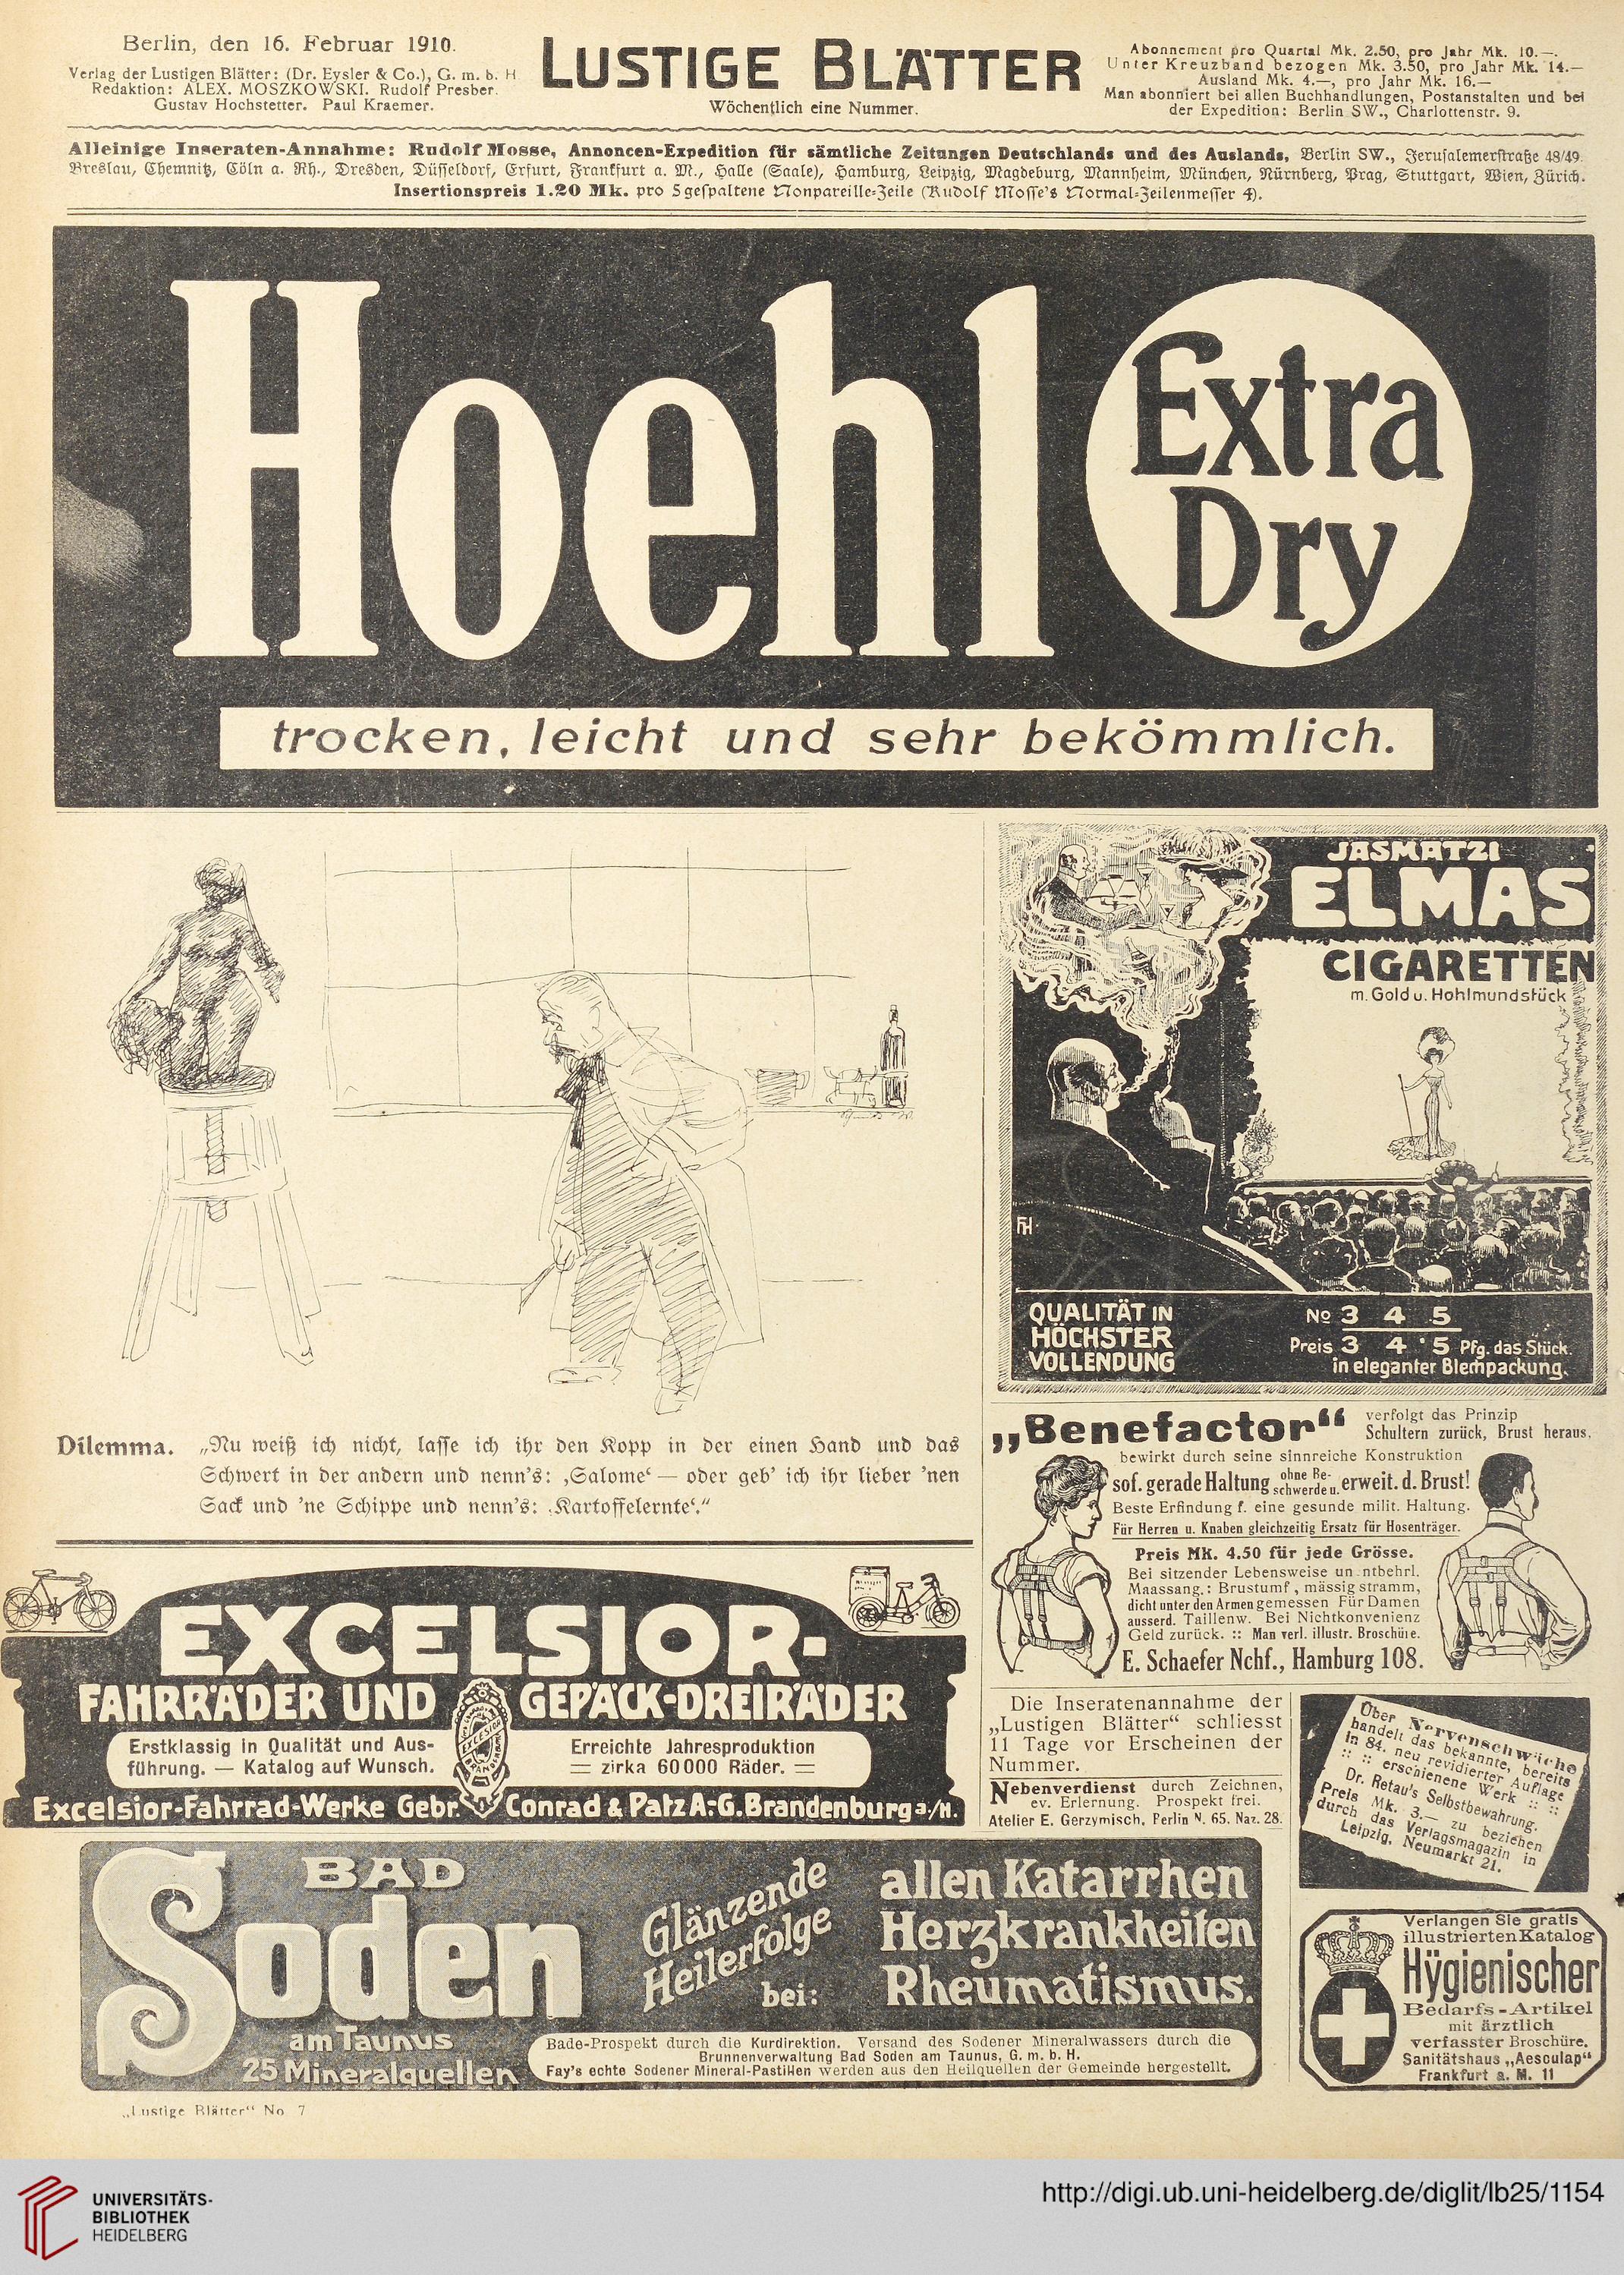 Berlin, den 16. Februar 1910.
Verlag der Lustigen Blätter: (Dr. Eysler & Co.), G. m. b. H
Redaktion: ALEX. MOSZKOWSKI. Rudolf Presber.
Gustav Hochstetter. Paul Kraemer.
LUSTIGE BLÄTTER
Wöchentlich eine Nummer.
Abonnement pro Quartal Mk. 2.50, pro Jahr Mk. 10.—.
Unter Kreuzband bezogen Mk. 3.50, pro Jahr Mk. 14.—
Ausland Mk. 4.—, pro Jahr Mk. 16.—
Man abonniert bei allen Buchhandlungen, Postanstalten und bei
der Expedition: Berlin SW., Charlottenstr. 9.
Alleinige Inseraten-Annahme: Rudolf Mosse, Annoncen-Expedition für sämtliche Zeitungen Deutschlands und des Auslands, Berlin SW., Jerusalemerstraße 48/49.
Breslau, Chemnitz, Cöln a. Rh., Dresden, Düsseldorf, Erfurt, Frankfurt a. M., Halle (Saale), Hamburg, Leipzig, Magdeburg, Mannheim, München, Nürnberg, Prag, Stuttgart, Wien, Zürich.
Insertionspreis 1.20 Mk. pro 5gespaltene Nonpareille-Zeile (Rudolf Mosse's Normal-Zeilenmesser 4).
Hoehl
Extra
Dry
trocken, leicht und sehr bekömmlich.
Dilemma. „Nu weiß ich nicht, lasse ich ihr den Kopp in der einen Hand und das
Schwert in der andern und nenn's: ‚Salome‘ — oder geb' ich ihr lieber 'nen
Sack und 'ne Schippe und nenn's: ‚Kartoffelernte‘.“
JASMATZI
ELMAS
CIGARETTEN
m. Gold u. Hohlmundstück
FH
QUALITÄT IN
HÖCHSTER
VOLLENDUNG
No 3 4 5
Preis 3 4 5 Pfg. das Stück.
in eleganter Blechpackung.
„Benefactor“ verfolgt das Prinzip
Schultern zurück, Brust heraus.
bewirkt durch seine sinnreiche Konstruktion
sof. gerade Haltung ohne Beschwerde u. erweit. d. Brust!
Beste Erfindung f. eine gesunde milit. Haltung.
Für Herren u. Knaben gleichzeitig Ersatz für Hosenträger.
Preis Mk. 4.50 für jede Grösse.
Bei sitzender Lebensweise un ntbehrl.
Maassang.: Brustumf , mässig stramm,
dicht unter den Armen gemessen Für Damen
ausserd. Taillenw. Bei Nichtkonvenienz
Geld zurück. :: Man verl. illustr. Broschüre.
E. Schaefer Nchf., Hamburg 108.
EXCELSIOR-
FAHRRÄDER UND GEPÄCK-DREIRÄDER
Erstklassig in Qualität und Aus-
führung. — Katalog auf Wunsch.
EXCELSIOR
Erreichte Jahresproduktion
= zirka 60000 Räder. =
Excelsior-Fahrrad-Werke Gebr. Conrad & Patz A.-G. Brandenburg a./H.
Die Inseratenannahme der
„Lustigen Blätter“ schliesst
11 Tage vor Erscheinen der
Nummer.
Nebenverdienst durch Zeichnen,
ev. Erlernung. Prospekt frei.
Atelier E. Gerzymisch, Berlin N. 65. Naz. 28.
Über Nervenschwäche
handelt das bekannte, bereits
in 84. neu revidierter Auflage
:: :: erschienene Werk :: ::
Dr. Retau's Selbstbewahrung.
Preis Mk. 3.— zu beziehen
durch das Verlagsmagazin in
Leipzig, Neumarkt 21.
BAD
Soden
am Taunus
25 Mineralquellen
Glänzende
Heilerfolge
bei:
allen Katarrhen
Herzkrankheiten
Rheumatismus.
Bade-Prospekt durch die Kurdirektion. Versand des Sodener Mineralwassers durch die
Brunnenverwaltung Bad Soden am Taunus, G. m. b. H.
Fay's echte Sodener Mineral-Pastillen werden aus den Heilquellen der Gemeinde hergestellt.
Verlangen Sie gratis
illustrierten Katalog
Hÿgienischer
Bedarfs-Artikel
mit ärztlich
verfasster Broschüre.
Sanitätshaus „Aesculap“
Frankfurt a. M. 11
„Lustige Blätter“ No. 7
UNIVERSITÄTS-
BIBLIOTHEK
HEIDELBERG
http://digi.ub.uni-heidelberg.de/diglit/lb25/1154